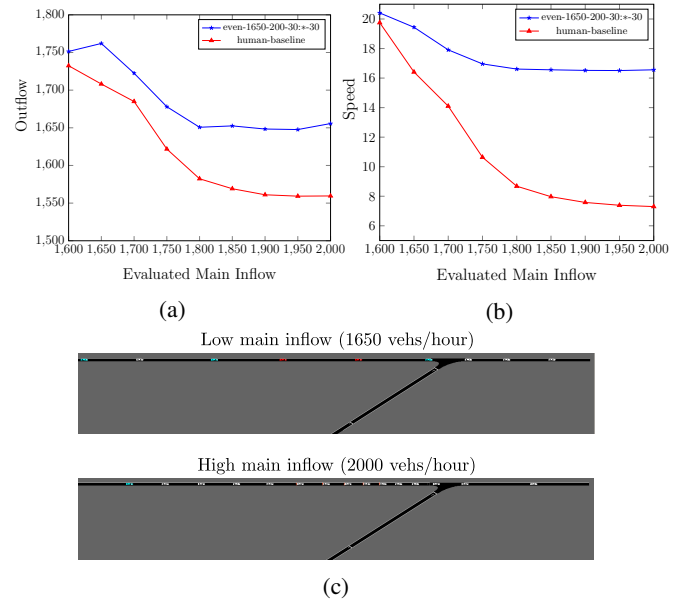 1,800
1,750
1,700
1,650
1,600
1,550
1,500
Outflow
even-1650-200-30:*-30
human-baseline
1,600 1,650 1,700 1,750 1,800 1,850 1,900 1,950 2,000
Evaluated Main Inflow
(a)
20
18
16
14
12
10
8
6
Speed
even-1650-200-30:*-30
human-baseline
1,600 1,650 1,700 1,750 1,800 1,850 1,900 1,950 2,000
Evaluated Main Inflow
(b)
Low main inflow (1650 vehs/hour)
High main inflow (2000 vehs/hour)
(c)